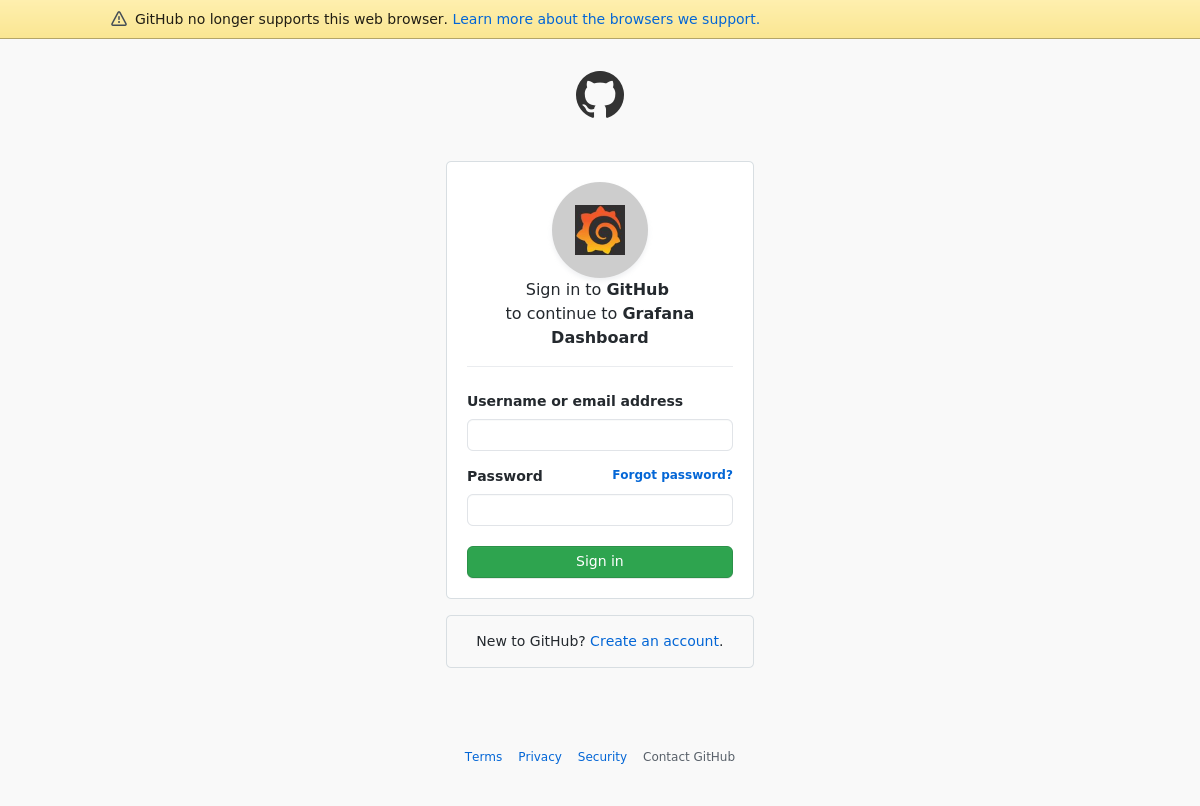 GitHub no longer supports this web browser. Learn more about the browsers we support.
Sign in to GitHub
to continue to Grafana
Dashboard
Username or email address
Password Forgot password?
Sign in
New to GitHub? Create an account.
Terms Privacy Security Contact GitHub